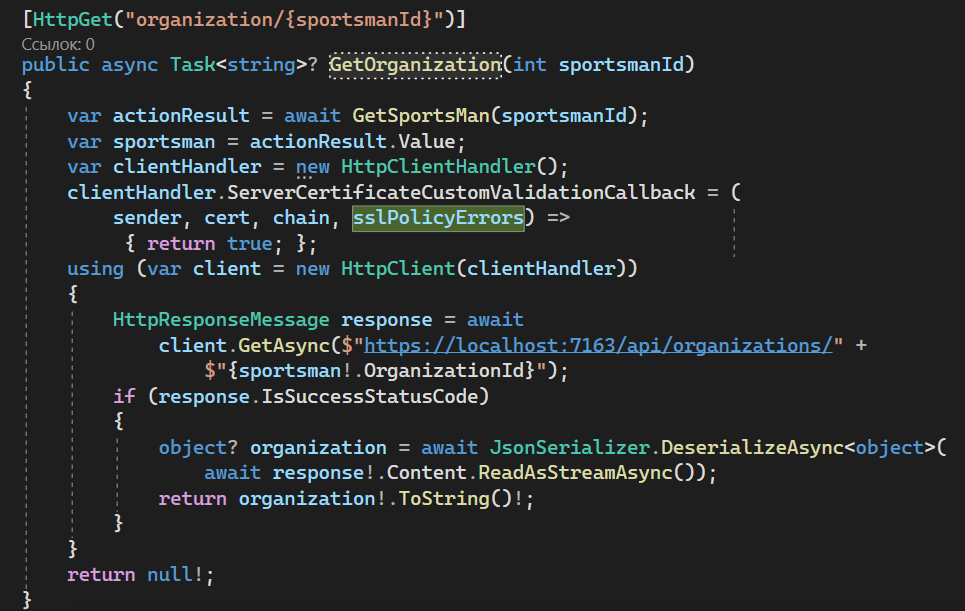 [HttpGet("organization/{sportsmanId}")]
Ссылок: 0
public async Task<string>? GetOrganization(int sportsmanId)
{
var actionResult = await GetSportsMan(sportsmanId);
var sportsman = actionResult.Value;
var clientHandler = new HttpClientHandler();
clientHandler.ServerCertificateCustomValidationCallback = (
sender, cert, chain, sslPolicyErrors) =>
{ return true; };
using (var client = new HttpClient(clientHandler))
{
HttpResponseMessage response = await
client.GetAsync($"https://localhost:7163/api/organizations/" +
$"{sportsman!.OrganizationId}");
if (response.IsSuccessStatusCode)
{
object? organization = await JsonSerializer.DeserializeAsync<object>(
await response!.Content.ReadAsStreamAsync());
return organization!.ToString()!;
}
}
return null!;
}